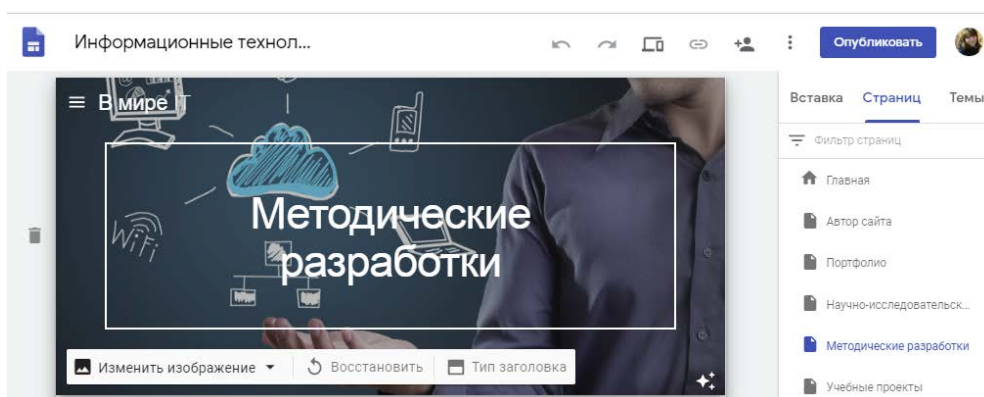 Информационные технол...
Опубликовать
В мире Т
Вставка Страниц Темы
Фильтр страниц
Главная
Автор сайта
Портфолио
Научно-исследовательск...
Методические разработки
Учебные проекты
WiFi
Методические
разработки
Изменить изображение
Восстановить
Тип заголовка